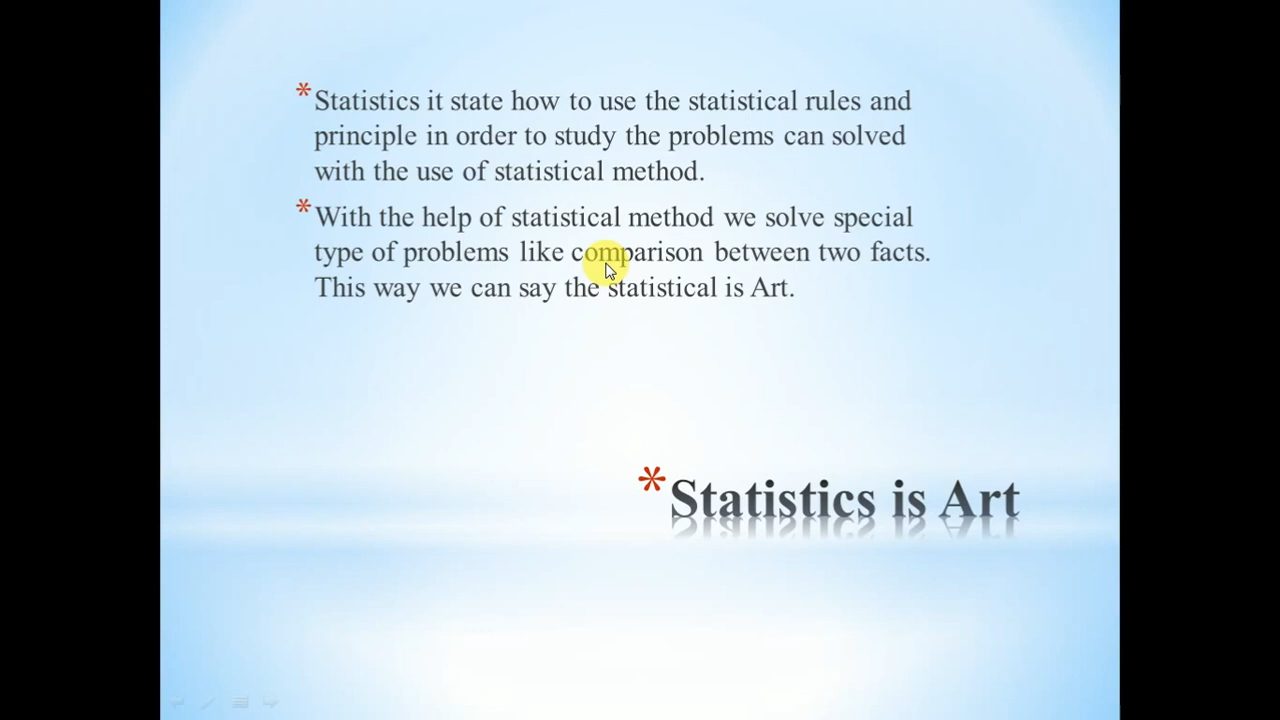 * Statistics it state how to use the statistical rules and
principle in order to study the problems can solved
with the use of statistical method.
* With the help of statistical method we solve special
type of problems like comparison between two facts.
This way we can say the statistical is Art.
* Statistics is Art